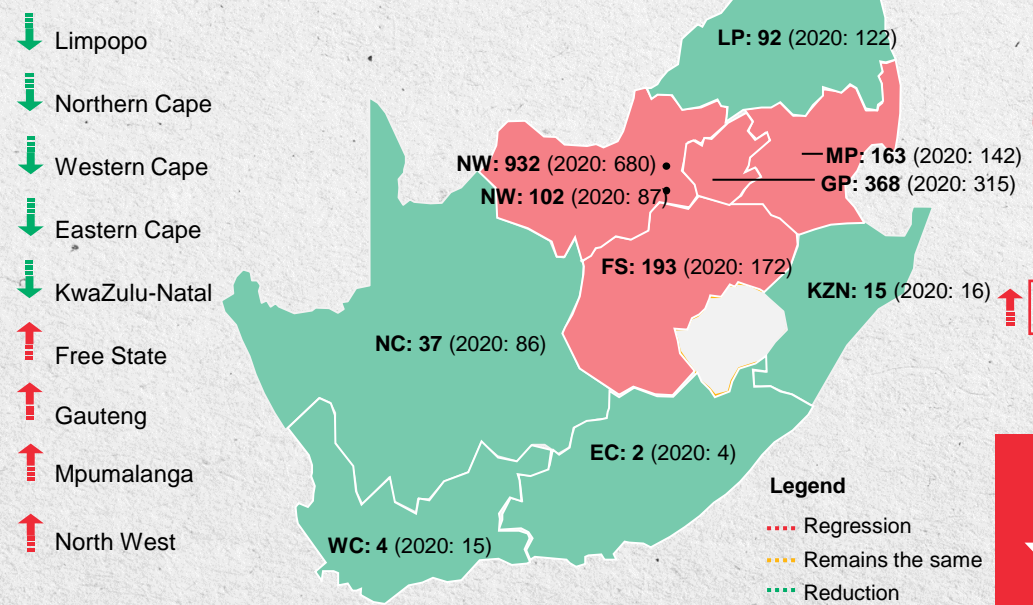 Limpopo
Northern Cape
Western Cape
Eastern Cape
KwaZulu-Natal
Free State
Gauteng
Mpumalanga
North West
LP: 92 (2020: 122)
NW: 932 (2020: 680)
NW: 102 (2020: 87)
MP: 163 (2020: 142)
GP: 368 (2020: 315)
FS: 193 (2020: 172)
KZN: 15 (2020: 16)
NC: 37 (2020: 86)
EC: 2 (2020: 4)
WC: 4 (2020: 15)
Legend
Regression
Remains the same
Reduction